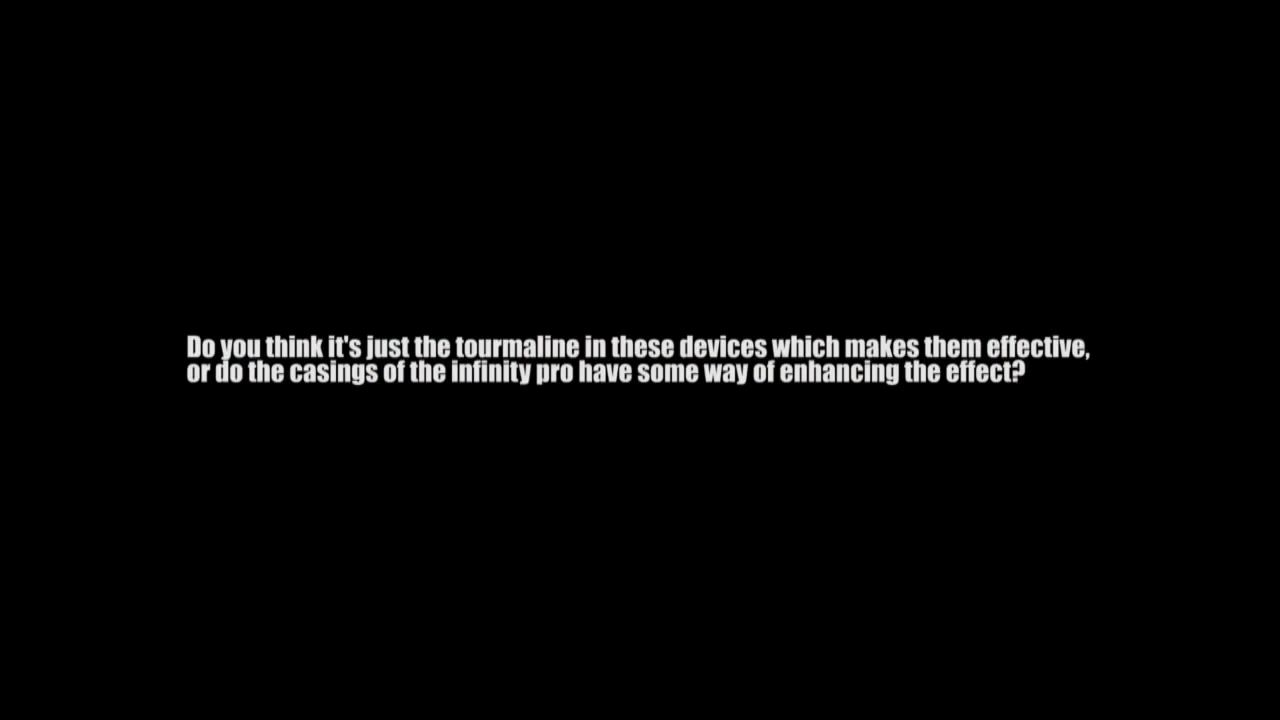 Do you think it's just the tourmaline in these devices which makes them effective,
or do the casings of the infinity pro have some way of enhancing the effect?